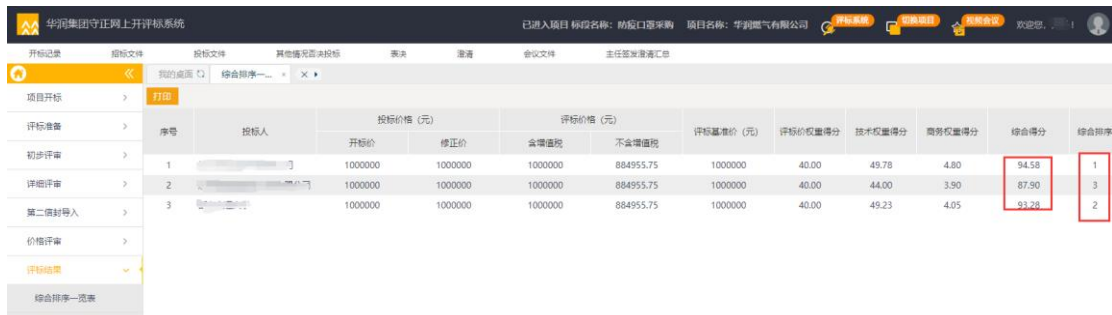 华润集团守正网上开评标系统 已进入项目 标段名称：防疫口罩采购 项目名称：华润燃气有限公司 评标系统 切换项目 视频会议 欢迎您， ！
开标记录 招标文件 投标文件 其他情况否决投标 表决 澄清 会议文件 主任签发澄清汇总
我的桌面 综合排序一... × ×
项目开标
评标准备
初步评审
详细评审
第二信封导入
价格评审
评标结果
综合排序一览表
打印
序号 投标人 投标价格（元） 评标价格（元） 评标基准价（元） 评标价权重得分 技术权重得分 商务权重得分 综合得分 综合排序
开标价 修正价 含增值税 不含增值税
1 1000000 1000000 1000000 884955.75 1000000 40.00 49.78 4.80 94.58 1
2 1000000 1000000 1000000 884955.75 1000000 40.00 44.00 3.90 87.90 3
3 1000000 1000000 1000000 884955.75 1000000 40.00 49.23 4.05 93.28 2